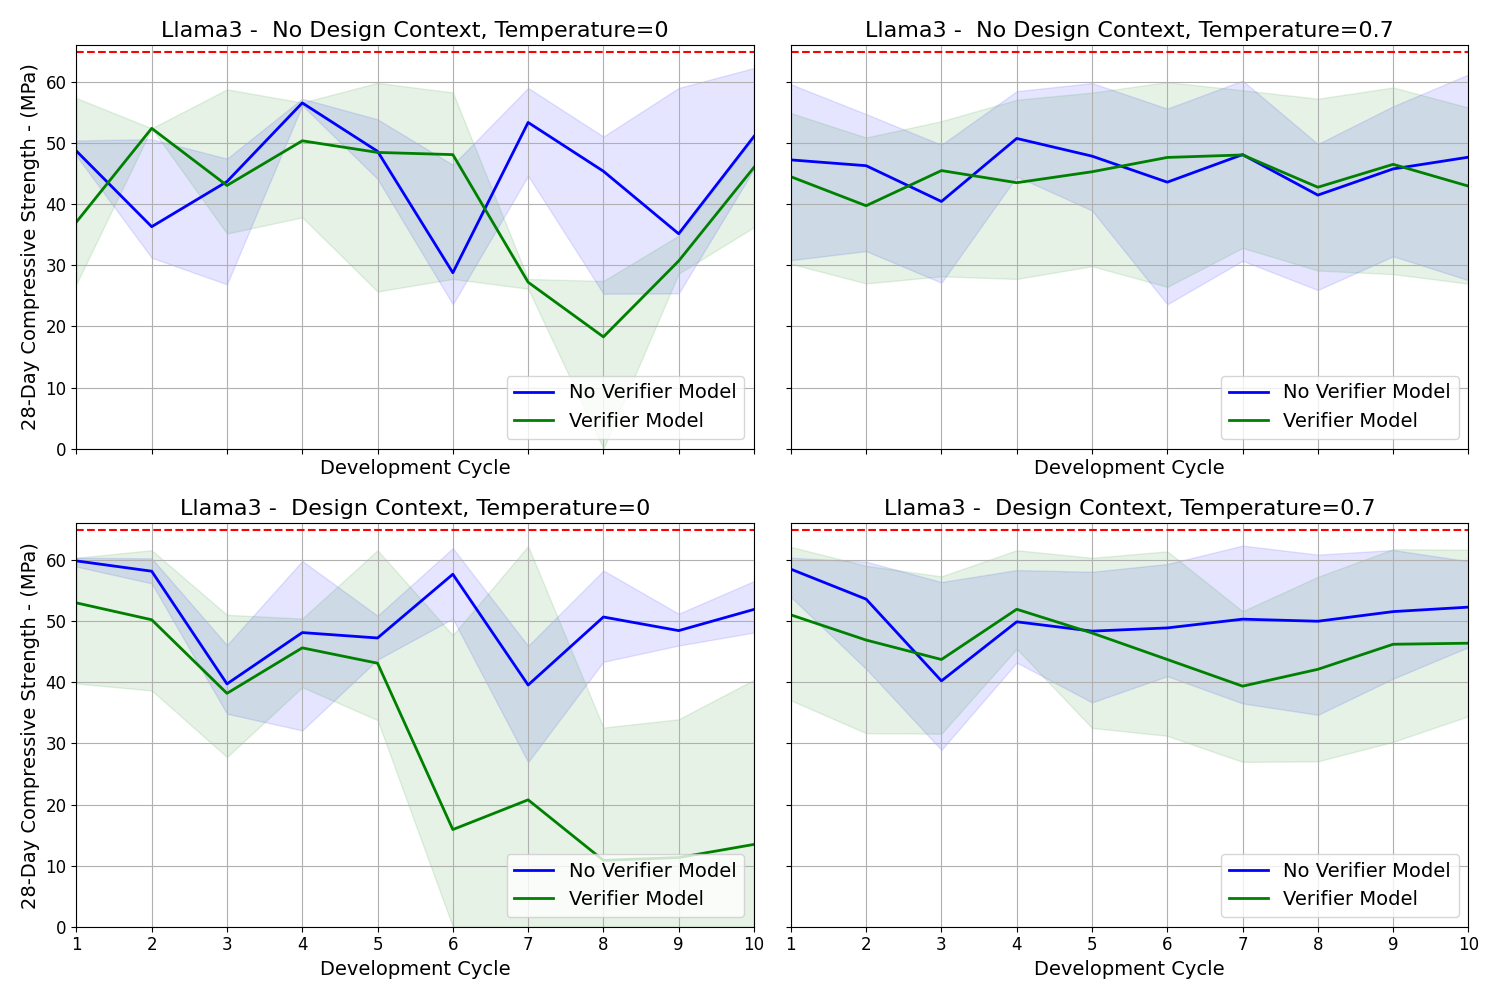 Llama3 -  No Design Context, Temperature=0
28-Day Compressive Strength - (MPa)
60
50
40
30
20
10
0
No Verifier Model
Verifier Model
Development Cycle
Llama3 -  No Design Context, Temperature=0.7
No Verifier Model
Verifier Model
Development Cycle
Llama3 -  Design Context, Temperature=0
28-Day Compressive Strength - (MPa)
60
50
40
30
20
10
0
No Verifier Model
Verifier Model
1 2 3 4 5 6 7 8 9 10
Development Cycle
Llama3 -  Design Context, Temperature=0.7
No Verifier Model
Verifier Model
1 2 3 4 5 6 7 8 9 10
Development Cycle